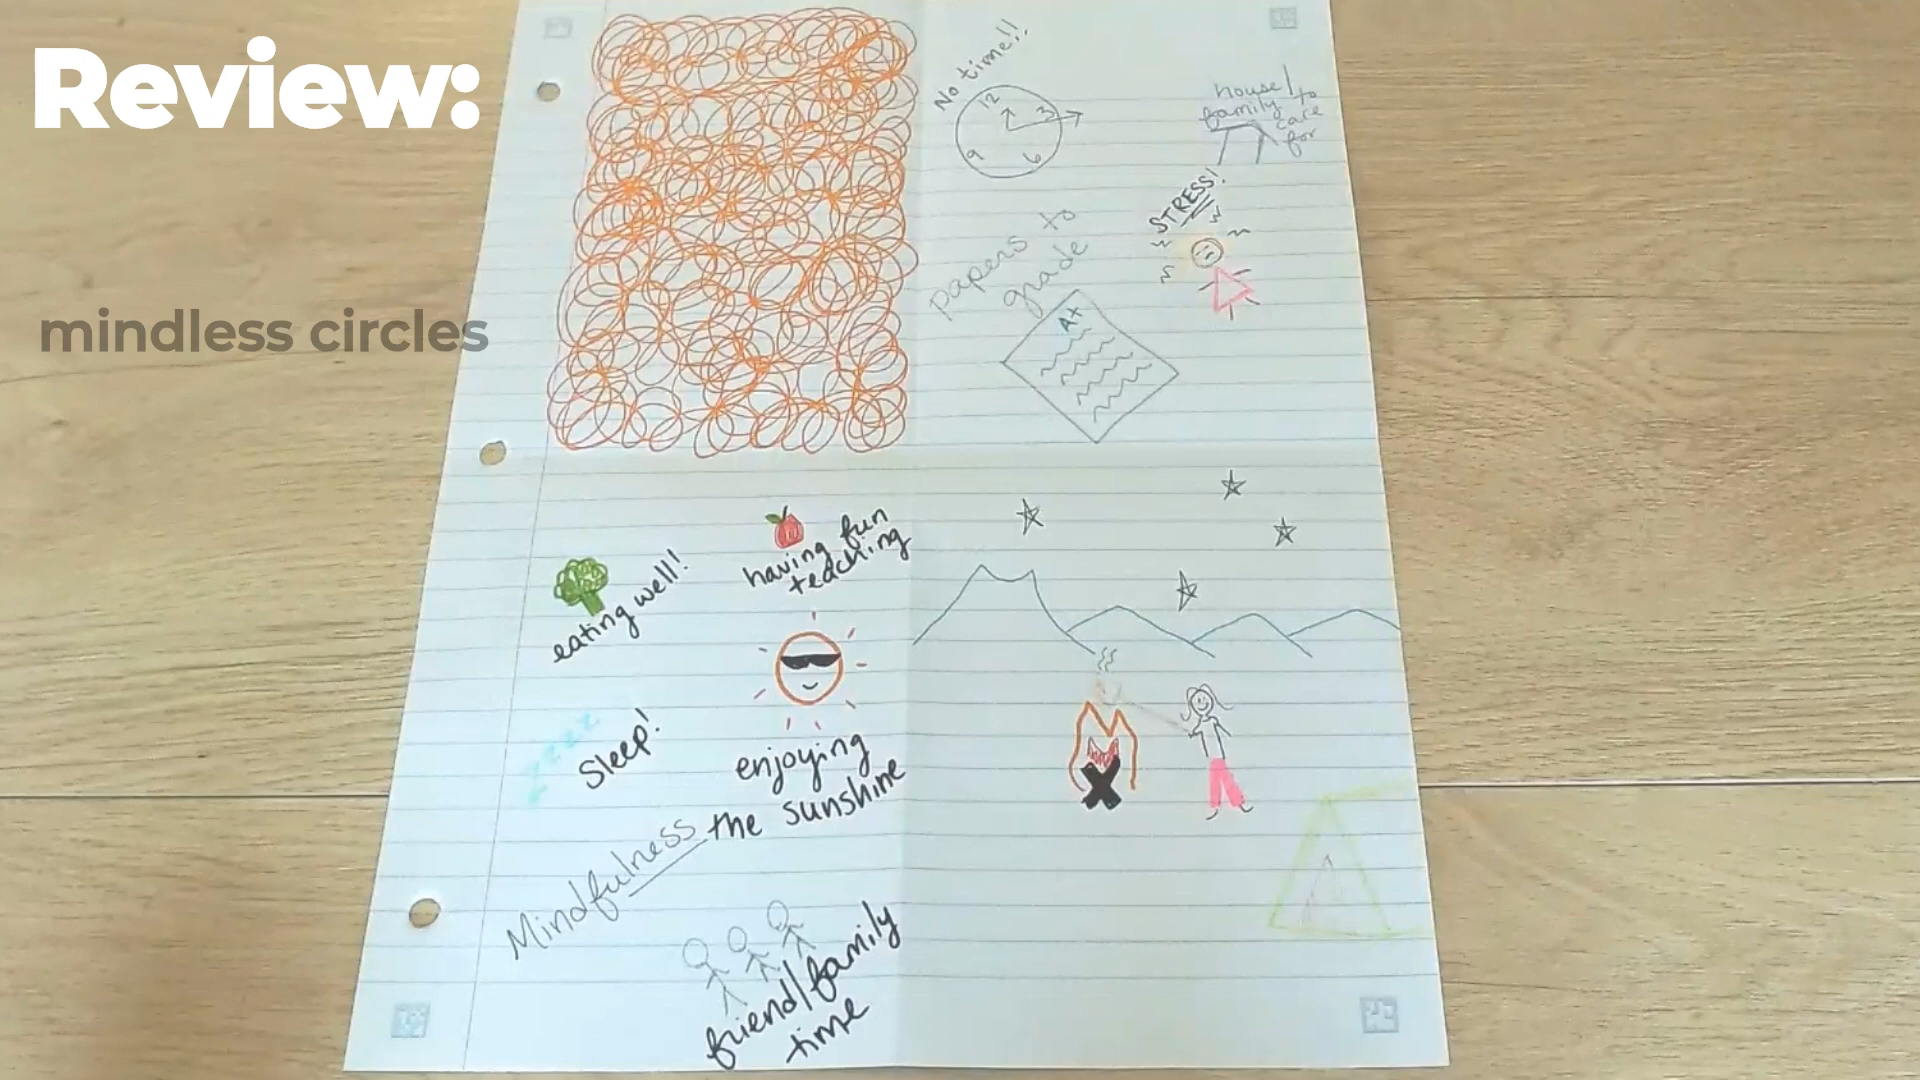 Review:
mindless circles
No time!!
12
3
6
9
house/
family to
care
for
STRESS!
papers to
grade
A+
having fun
teaching
eating well!
zzzz
Sleep!
enjoying
the sunshine
Mindfulness
friend/family
time